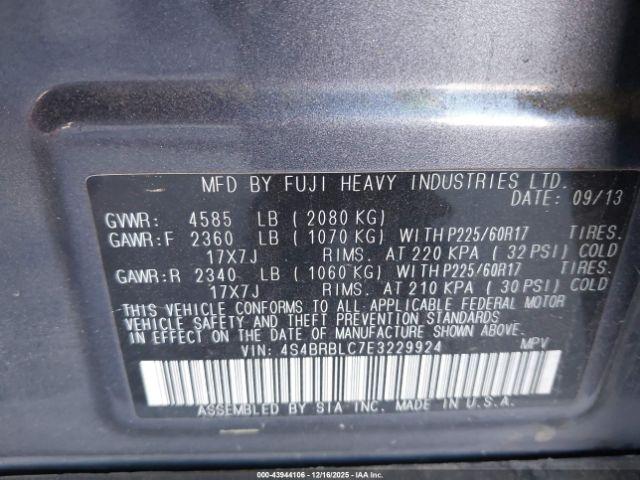 MFD BY FUJI HEAVY INDUSTRIES LTD.
DATE: 09/13
GVWR: 4585 LB (2080 KG)
GAWR:F 2360 LB (1070 KG) WITH P225/60R17 TIRES.
17X7J RIMS. AT 220 KPA (32 PSI) COLD
GAWR:R 2340 LB (1060 KG) WITH P225/60R17 TIRES.
17X7J RIMS. AT 210 KPA (30 PSI) COLD
THIS VEHICLE CONFORMS TO ALL APPLICABLE FEDERAL MOTOR
VEHICLE SAFETY AND THEFT PREVENTION STANDARDS
IN EFFECT ON THE DATE OF MANUFACTURE SHOWN ABOVE.
VIN: 4S4BRBLC7E3229924 MPV
ASSEMBLED BY SIA INC. MADE IN U.S.A.
000-43944106 - 12/16/2025 - IAAI.COM